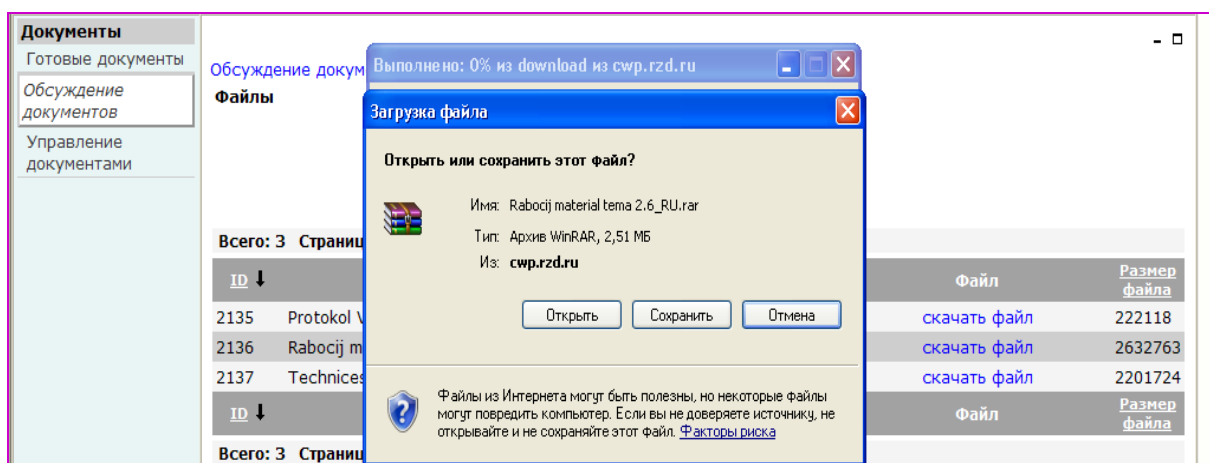 Документы
Готовые документы
Обсуждение
документов
Управление
документами
Обсуждение докум
Файлы
Выполнено: 0% из download из cwp.rzd.ru
Загрузка файла
Открыть или сохранить этот файл?
Имя: Rabocij material tema 2.6_RU.rar
Тип: Архив WinRAR, 2,51 МБ
Из: cwp.rzd.ru
Открыть Сохранить Отмена
Файлы из Интернета могут быть полезны, но некоторые файлы
могут повредить компьютер. Если вы не доверяете источнику, не
открывайте и не сохраняйте этот файл. Факторы риска
Всего: 3 Страниц
ID Файл Размер
файла
2135 Protokol V скачать файл 222118
2136 Rabocij m скачать файл 2632763
2137 Technices скачать файл 2201724
ID Файл Размер
файла
Всего: 3 Страниц